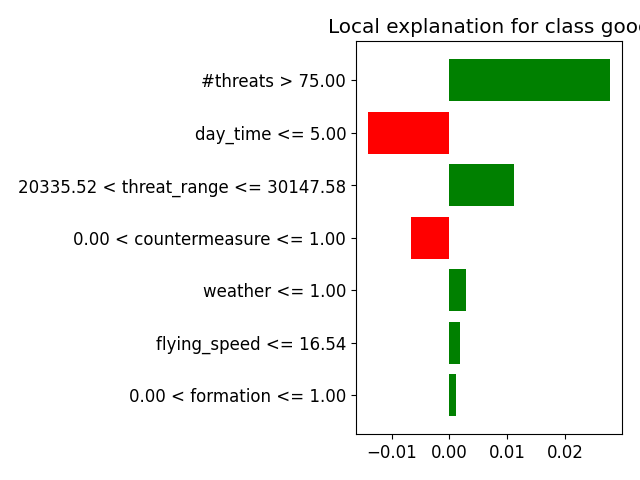 Local explanation for class goo
#threats > 75.00
day_time <= 5.00
20335.52 < threat_range <= 30147.58
0.00 < countermeasure <= 1.00
weather <= 1.00
flying_speed <= 16.54
0.00 < formation <= 1.00
−0.01 0.00 0.01 0.02